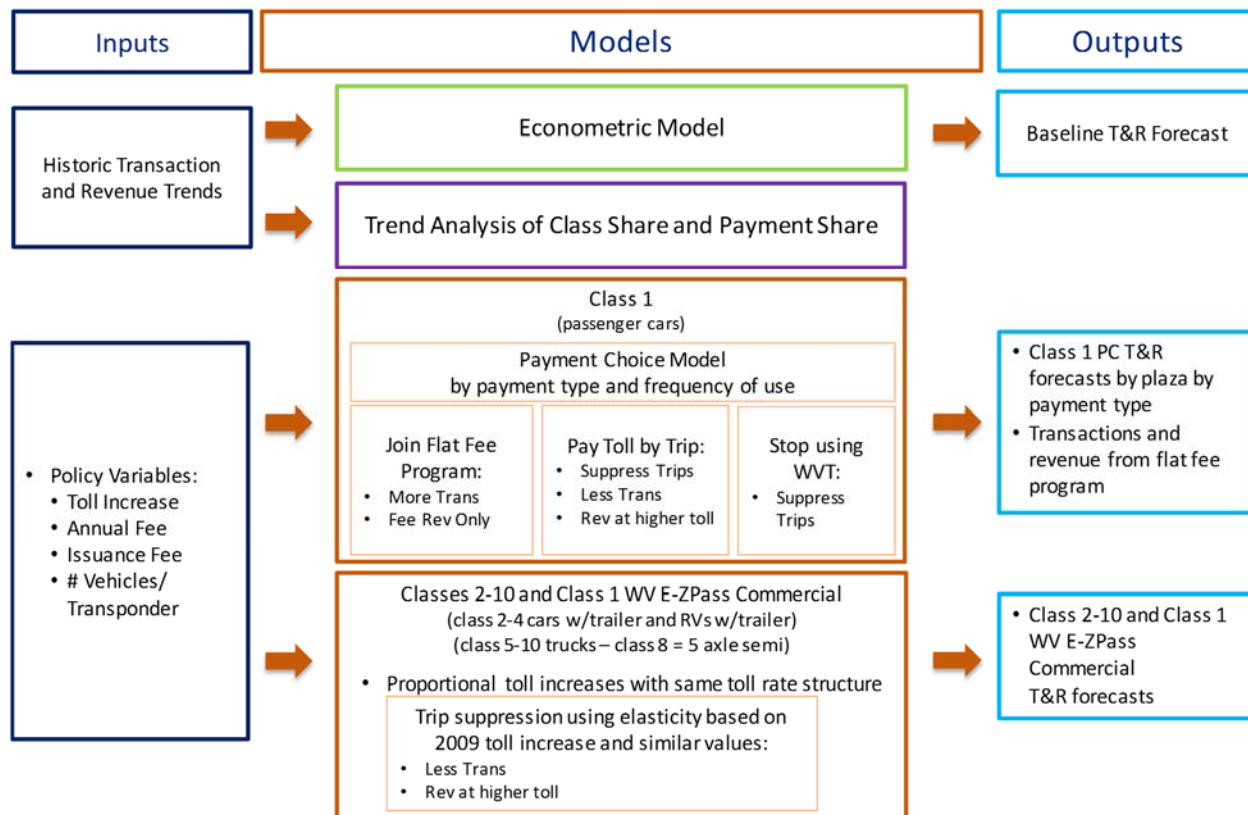 Inputs
Models
Outputs
Historic Transaction
and Revenue Trends
Econometric Model
Baseline T&R Forecast
Trend Analysis of Class Share and Payment Share
• Policy Variables:
• Toll Increase
• Annual Fee
• Issuance Fee
• # Vehicles/
Transponder
Class 1
(passenger cars)
Payment Choice Model
by payment type and frequency of use
Join Flat Fee
Program:
• More Trans
• Fee Rev Only
Pay Toll by Trip:
• Suppress Trips
• Less Trans
• Rev at higher toll
Stop using
WVT:
• Suppress
Trips
• Class 1 PC T&R
forecasts by plaza by
payment type
• Transactions and
revenue from flat fee
program
Classes 2-10 and Class 1 WV E-ZPass Commercial
(class 2-4 cars w/trailer and RVs w/trailer)
(class 5-10 trucks – class 8 = 5 axle semi)
• Proportional toll increases with same toll rate structure
Trip suppression using elasticity based on
2009 toll increase and similar values:
• Less Trans
• Rev at higher toll
• Class 2-10 and Class 1
WV E-ZPass
Commercial
T&R forecasts